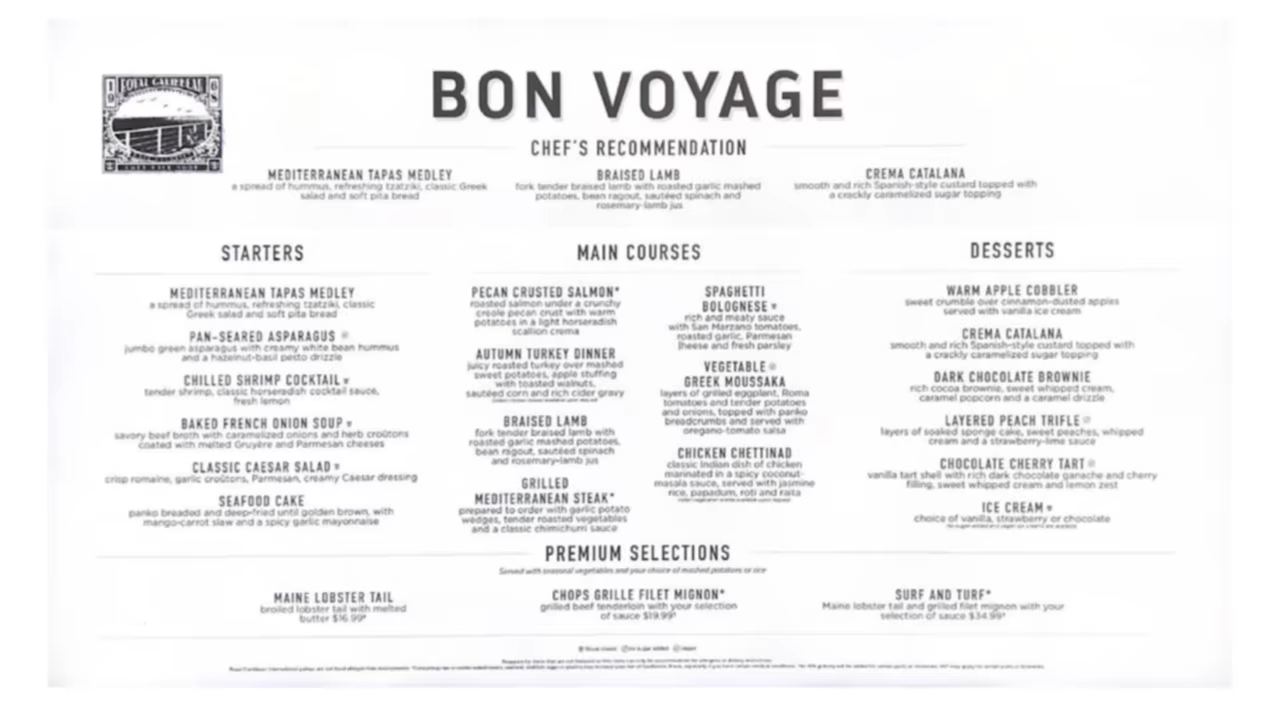 ROYAL CARIBBEAN
19
68
BON VOYAGE
CHEF'S RECOMMENDATION
MEDITERRANEAN TAPAS MEDLEY
a spread of hummus, refreshing tzatziki, classic Greek
salad and soft pita bread
BRAISED LAMB
fork tender braised lamb with roasted garlic mashed
potatoes, bean ragout, sautéed spinach and
rosemary-lamb jus
CREMA CATALANA
smooth and rich Spanish-style custard topped with
a crackly caramelized sugar topping
STARTERS
MEDITERRANEAN TAPAS MEDLEY
a spread of hummus, refreshing tzatziki, classic
Greek salad and soft pita bread
PAN-SEARED ASPARAGUS
jumbo green asparagus with creamy white bean hummus
and a hazelnut-basil pesto drizzle
CHILLED SHRIMP COCKTAIL
tender shrimp, classic horseradish cocktail sauce,
fresh lemon
BAKED FRENCH ONION SOUP
savory beef broth with caramelized onions and herb croûtons
coated with melted Gruyère and Parmesan cheeses
CLASSIC CAESAR SALAD
crisp romaine, garlic croûtons, Parmesan, creamy Caesar dressing
SEAFOOD CAKE
panko breaded and deep-fried until golden brown, with
mango-carrot slaw and a spicy garlic mayonnaise
MAIN COURSES
PECAN CRUSTED SALMON*
roasted salmon under a crunchy
creole pecan crust with warm
potatoes in a light horseradish
scallion crema
AUTUMN TURKEY DINNER
juicy roasted turkey over mashed
sweet potatoes, apple stuffing
with toasted walnuts,
sautéed corn and rich cider gravy
BRAISED LAMB
fork tender braised lamb with
roasted garlic mashed potatoes,
bean ragout, sautéed spinach
and rosemary-lamb jus
GRILLED
MEDITERRANEAN STEAK*
prepared to order with garlic potato
wedges, tender roasted vegetables
and a classic chimichurri sauce
SPAGHETTI
BOLOGNESE
rich and meaty sauce
with San Marzano tomatoes,
roasted garlic, Parmesan
cheese and fresh parsley
VEGETABLE
GREEK MOUSSAKA
layers of grilled eggplant, Roma
tomatoes and tender potatoes
and onions, topped with panko
breadcrumbs and served with
oregano-tomato salsa
CHICKEN CHETTINAD
classic Indian dish of chicken
marinated in a spicy coconut-
masala sauce, served with jasmine
rice, papadum, roti and raita
DESSERTS
WARM APPLE COBBLER
sweet crumble over cinnamon-dusted apples
served with vanilla ice cream
CREMA CATALANA
smooth and rich Spanish-style custard topped with
a crackly caramelized sugar topping
DARK CHOCOLATE BROWNIE
rich cocoa brownie, sweet whipped cream,
caramel popcorn and a caramel drizzle
LAYERED PEACH TRIFLE
layers of soaked sponge cake, sweet peaches, whipped
cream and a strawberry-lime sauce
CHOCOLATE CHERRY TART
vanilla tart shell with rich dark chocolate ganache and cherry
filling, sweet whipped cream and lemon zest
ICE CREAM
choice of vanilla, strawberry or chocolate
PREMIUM SELECTIONS
Served with seasonal vegetables and your choice of mashed potatoes or rice
MAINE LOBSTER TAIL
broiled lobster tail with melted
butter $16.99
CHOPS GRILLE FILET MIGNON*
grilled beef tenderloin with your selection
of sauce $19.99
SURF AND TURF*
Maine lobster tail and grilled filet mignon with your
selection of sauce $34.99